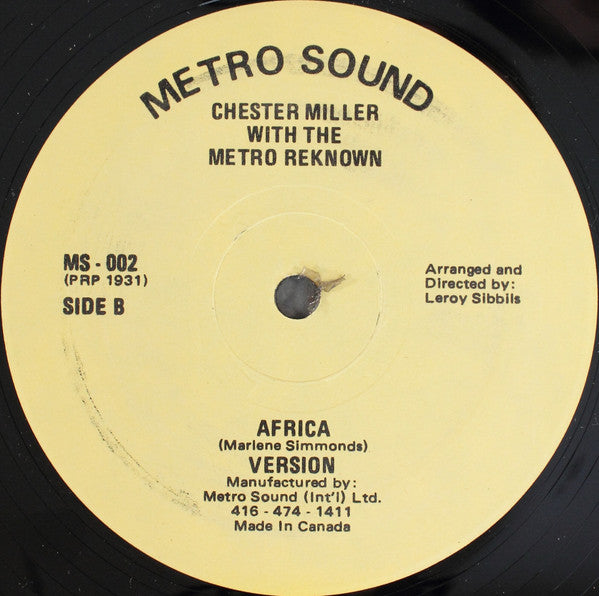 METRO SOUND
CHESTER MILLER
WITH THE
METRO REKNOWN
MS - 002
(PRP 1931)
SIDE B
Arranged and
Directed by:
Leroy Sibbils
AFRICA
(Marlene Simmonds)
VERSION
Manufactured by:
Metro Sound (Int'l) Ltd.
416 - 474 - 1411
Made In Canada